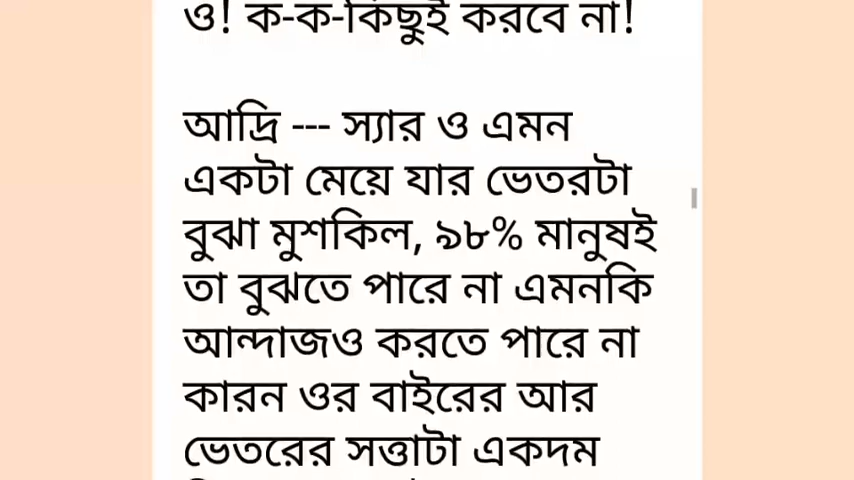 ও! ক-ক-কিছুই করবে না!
আদ্রি --- স্যার ও এমন
একটা মেয়ে যার ভেতরটা
বুঝা মুশকিল, ৯৮% মানুষই
তা বুঝতে পারে না এমনকি
আন্দাজও করতে পারে না
কারন ওর বাইরের আর
ভেতরের সত্তাটা একদম